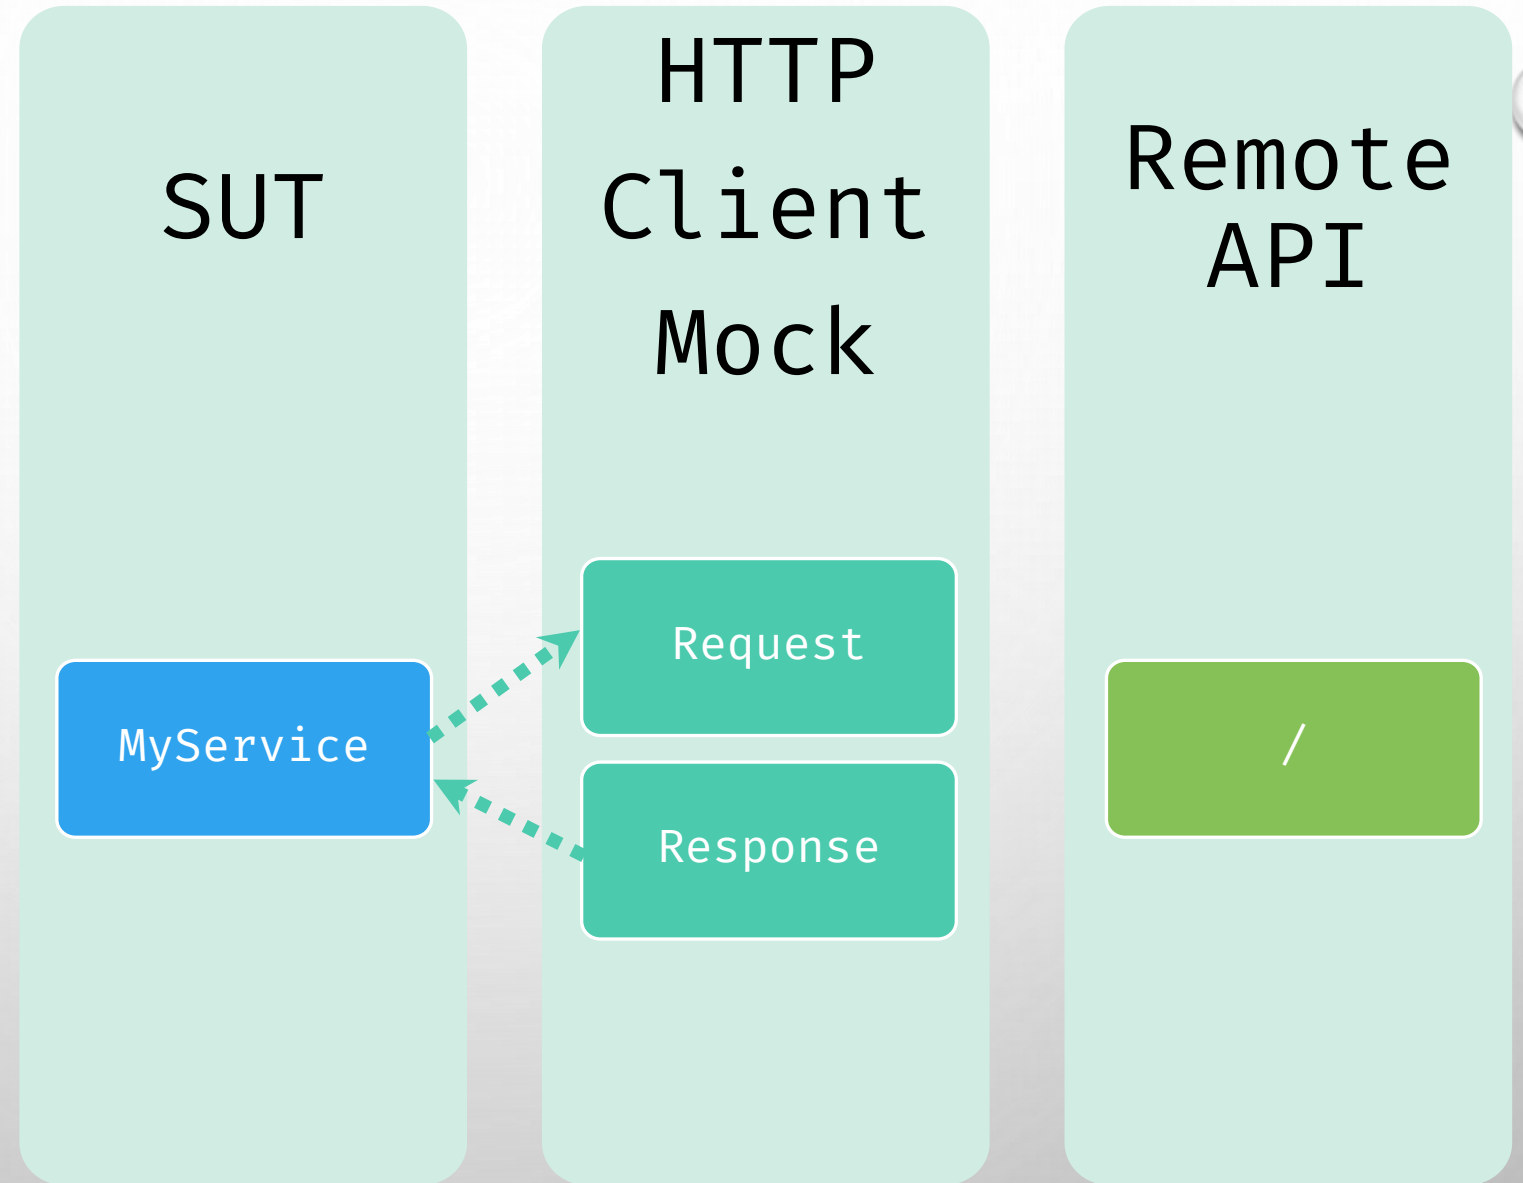 SUT
HTTP
Client
Mock
Remote
API
MyService
Request
Response
/